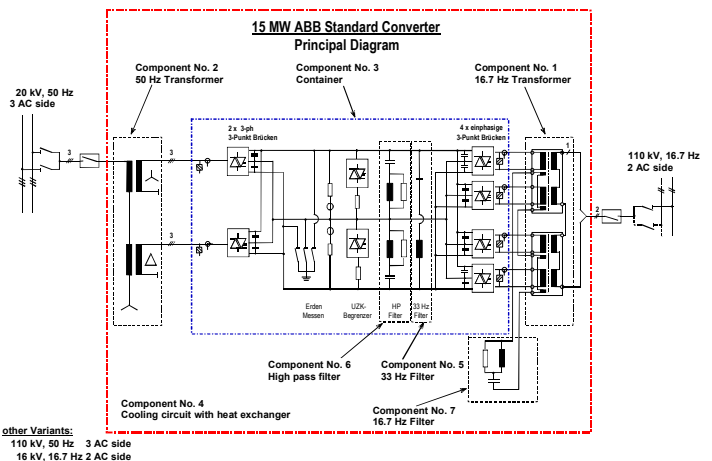 15 MW ABB Standard Converter
Principal Diagram
Component No. 2
50 Hz Transformer
Component No. 3
Container
Component No. 1
16.7 Hz Transformer
20 kV, 50 Hz
3 AC side
2 x 3-ph
3-Punkt Brücken
4 x einphasige
3-Punkt Brücken
110 kV, 16.7 Hz
2 AC side
3
3
3
1
2
Erden
Messen
UZK-
Begrenzer
HP
Filter
33 Hz
Filter
Component No. 6
High pass filter
Component No. 5
33 Hz Filter
Component No. 4
Cooling circuit with heat exchanger
Component No. 7
16.7 Hz Filter
other Variants:
110 kV, 50 Hz 3 AC side
16 kV, 16.7 Hz 2 AC side